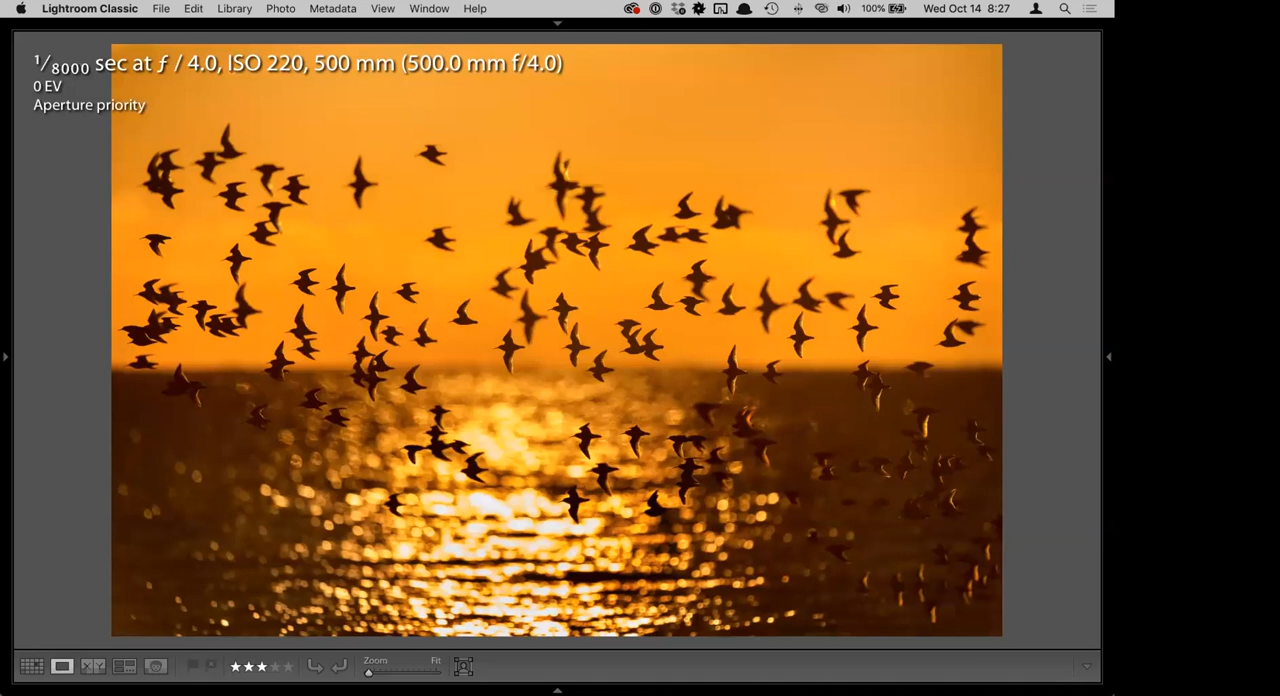 Lightroom Classic File Edit Library Photo Metadata View Window Help 100% Wed Oct 14 8:27
1/8000 sec at ƒ / 4.0, ISO 220, 500 mm (500.0 mm f/4.0)
0 EV
Aperture priority
Zoom Fit